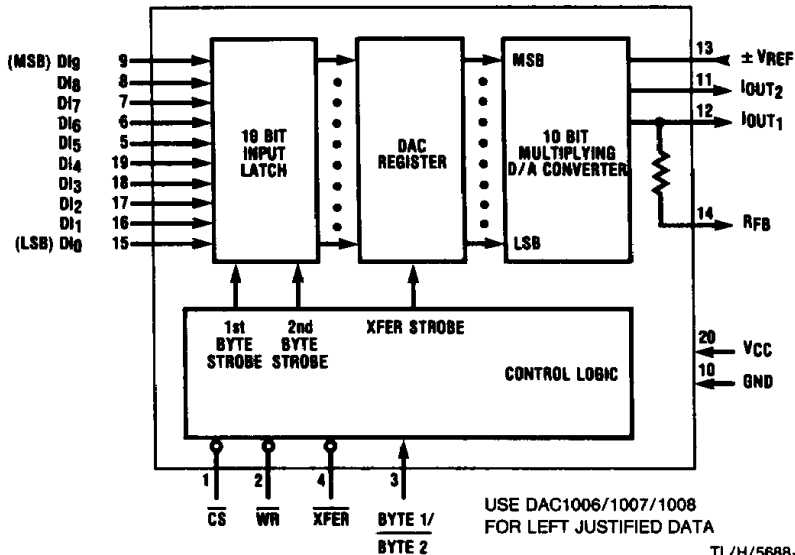 (MSB) DI9 9
DI8 8
DI7 7
DI6 6
DI5 5
DI4 19
DI3 18
DI2 17
DI1 16
(LSB) DI0 15
10 BIT
INPUT
LATCH
DAC
REGISTER
MSB
10 BIT
MULTIPLYING
D/A CONVERTER
LSB
13 ± VREF
11 IOUT2
12 IOUT1
14 RFB
1st
BYTE
STROBE
2nd
BYTE
STROBE
XFER STROBE
CONTROL LOGIC
20 VCC
10 GND
1 2 4 3
CS WR XFER BYTE 1/
BYTE 2
USE DAC1006/1007/1008
FOR LEFT JUSTIFIED DATA
TL/H/5688-